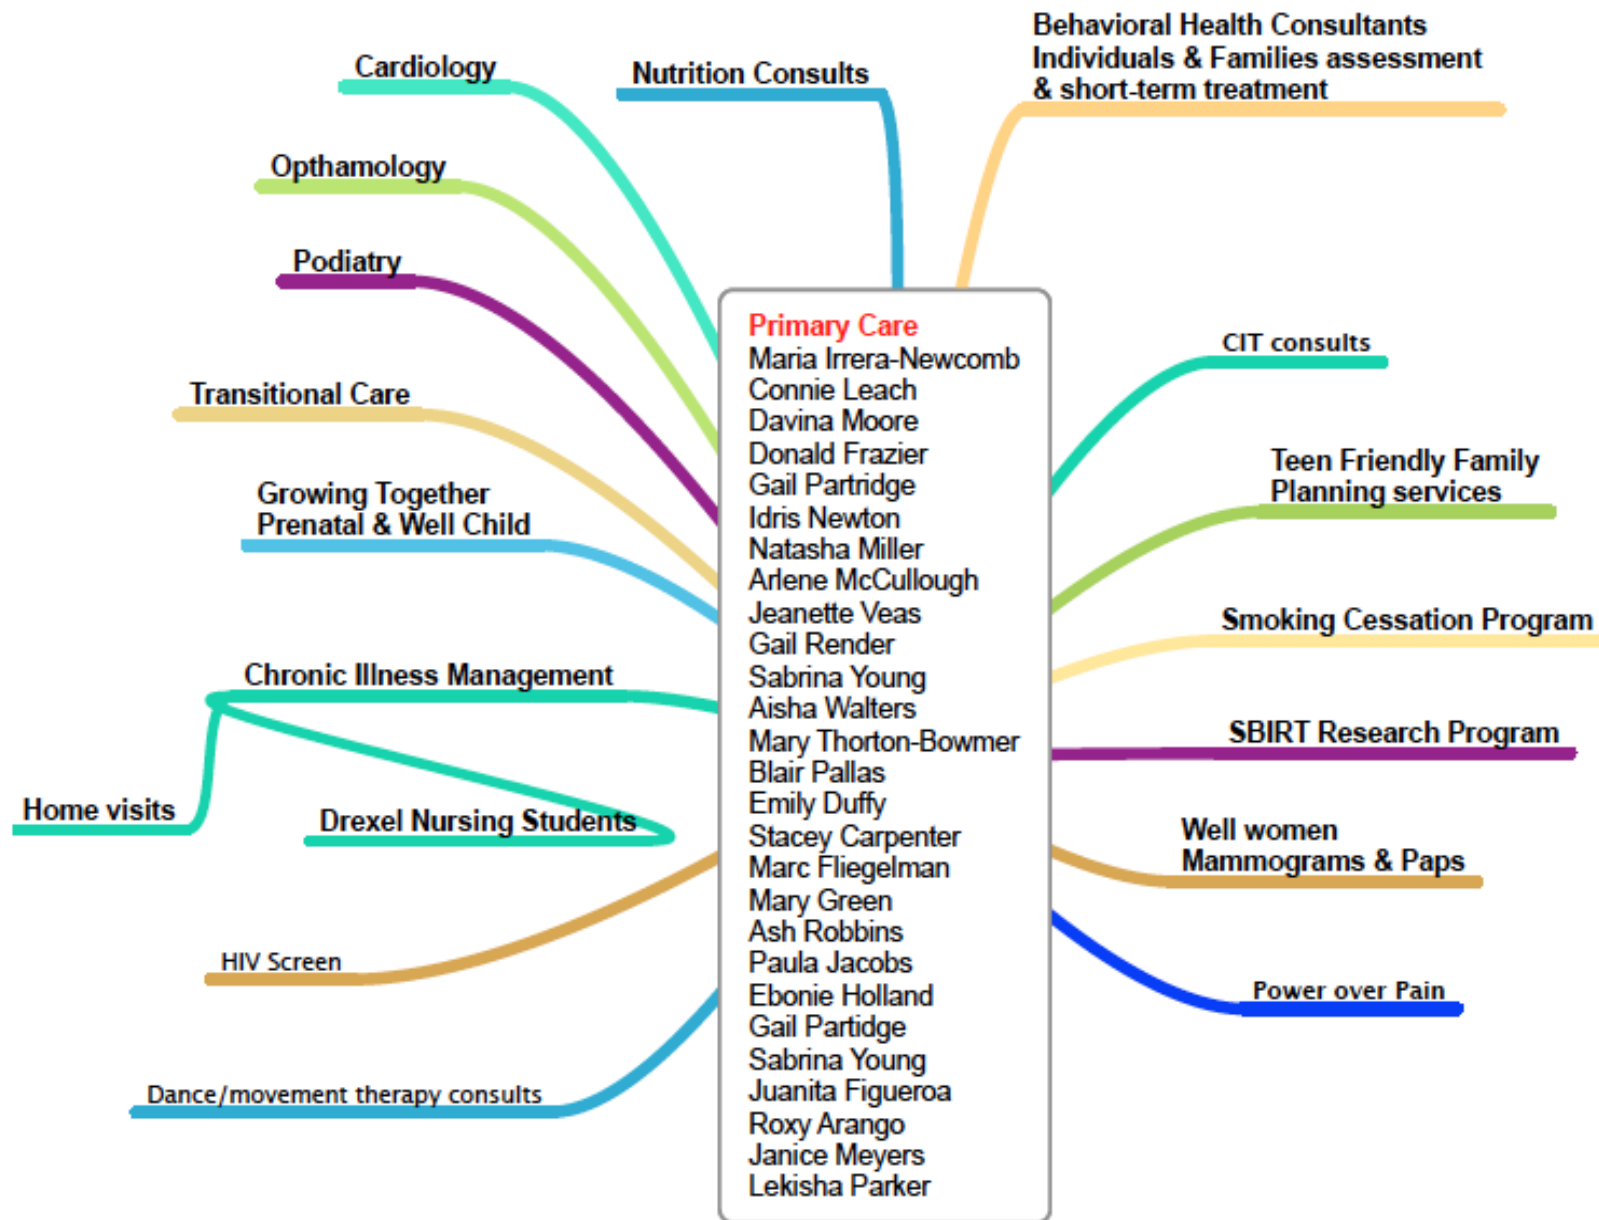 Behavioral Health Consultants
Individuals & Families assessment
& short-term treatment
Nutrition Consults
Cardiology
Opthamology
Podiatry
Transitional Care
Growing Together
Prenatal & Well Child
Chronic Illness Management
Home visits
Drexel Nursing Students
HIV Screen
Dance/movement therapy consults
Primary Care
Maria Irrera-Newcomb
Connie Leach
Davina Moore
Donald Frazier
Gail Partridge
Idris Newton
Natasha Miller
Arlene McCullough
Jeanette Veas
Gail Render
Sabrina Young
Aisha Walters
Mary Thorton-Bowmer
Blair Pallas
Emily Duffy
Stacey Carpenter
Marc Fliegelman
Mary Green
Ash Robbins
Paula Jacobs
Ebonie Holland
Gail Partidge
Sabrina Young
Juanita Figueroa
Roxy Arango
Janice Meyers
Lekisha Parker
CIT consults
Teen Friendly Family
Planning services
Smoking Cessation Program
SBIRT Research Program
Well women
Mammograms & Paps
Power over Pain